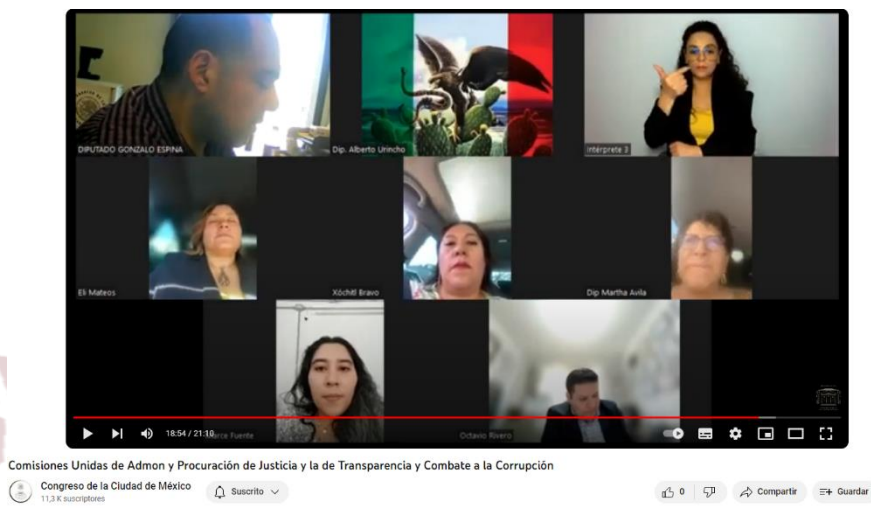 DIPUTADO GONZALO ESPINA
Dip. Alberto Urincho
Intérprete 3
Eli Mateos
Xóchitl Bravo
Dip Martha Avila
18:54 / 21:10
arce Fuente
Octavio Rivero
Comisiones Unidas de Admon y Procuración de Justicia y la de Transparencia y Combate a la Corrupción
Congreso de la Ciudad de México
11,3 K suscriptores
Suscrito
0
Compartir
Guardar